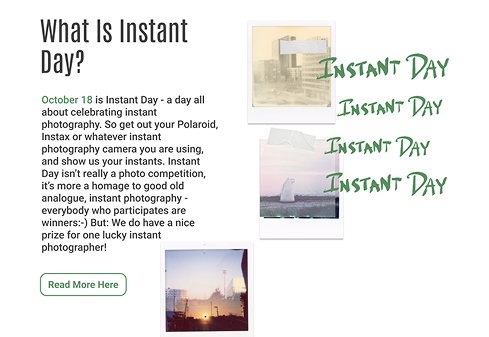 What Is Instant
Day?
October 18 is Instant Day - a day all
about celebrating instant
photography. So get out your Polaroid,
Instax or whatever instant
photography camera you are using,
and show us your instants. Instant
Day isn't really a photo competition,
it's more a homage to good old
analogue, instant photography -
everybody who participates are
winners:-) But: We do have a nice
prize for one lucky instant
photographer!
Read More Here
INSTANT DAY
INSTANT DAY
INSTANT DAY
INSTANT DAY